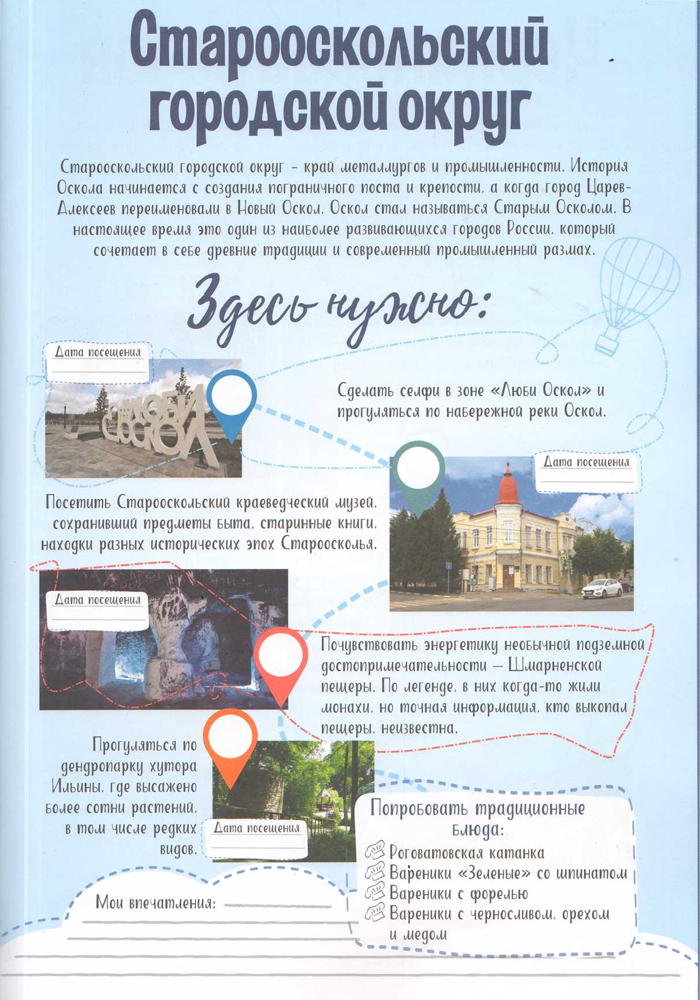 Старооскольский
городской округ
Старооскольский городской округ - край металлургов и промышленности. История
Оскола начинается с создания пограничного поста и крепости, а когда город Царев-
Алексеев переименовали в Новый Оскол, Оскол стал называться Старым Осколом. В
настоящее время это один из наиболее развивающихся городов России, который
сочетает в себе древние традиции и современный промышленный размах.
Здесь нужно:
Дата посещения
ЛЮБИ
ОСКОЛ
Сделать селфи в зоне «Люби Оскол» и
прогуляться по набережной реки Оскол.
Дата посещения
Посетить Старооскольский краеведческий музей,
сохранивший предметы быта, старинные книги,
находки разных исторических эпох Старосколья.
Дата посещения
Почувствовать энергетику необычной подземной
достопримечательности — Шмарненской
пещеры. По легенде, в них когда-то жили
монахи, но точная информация, кто выкопал
пещеры, неизвестна.
Прогуляться по
дендропарку хутора
Ильины, где высажено
более сотни растений,
в том числе редких
видов.
Дата посещения
Попробовать традиционные
блюда:
Роговатовская катанка
Вареники «Зеленые» со шпинатом
Вареники с форелью
Вареники с черносливом, орехом
и медом
Мои впечатления: